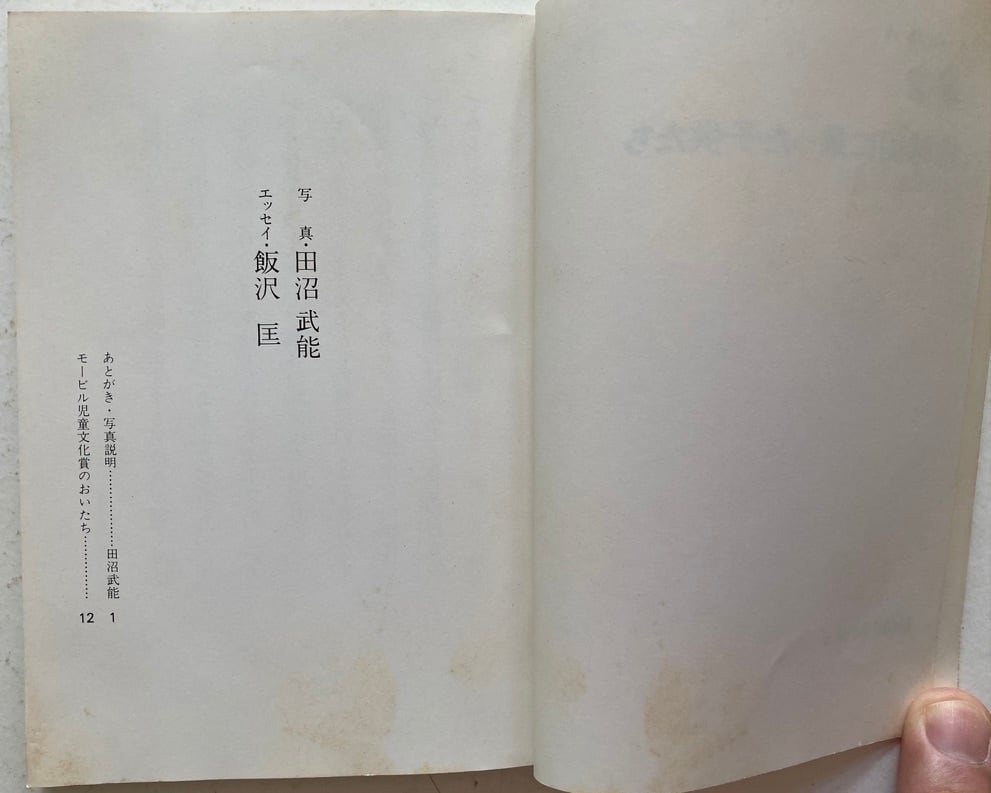 写　真・田沼武能
エッセイ・飯沢　匡
あとがき・写真説明………………田沼武能 1
モービル児童文化賞のおいたち……………… 12